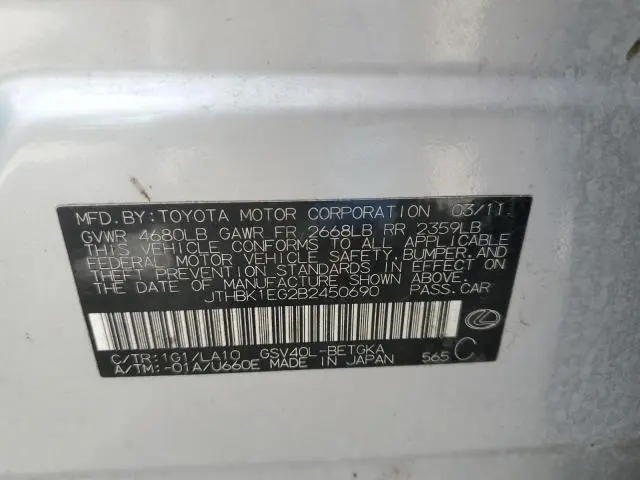 MFD.BY:TOYOTA MOTOR CORPORATION 03/11
GVWR 4680LB GAWR FR 2668LB RR 2359LB
THIS VEHICLE CONFORMS TO ALL APPLICABLE
FEDERAL MOTOR VEHICLE SAFETY,BUMPER,AND
THEFT PREVENTION STANDARDS IN EFFECT ON
THE DATE OF MANUFACTURE SHOWN ABOVE.
JTHBK1EG2B2450690 PASS.CAR
C/TR:1G1/LA10 GSV40L-BETGKA
A/TM:-01A/U660E MADE IN JAPAN 565 C